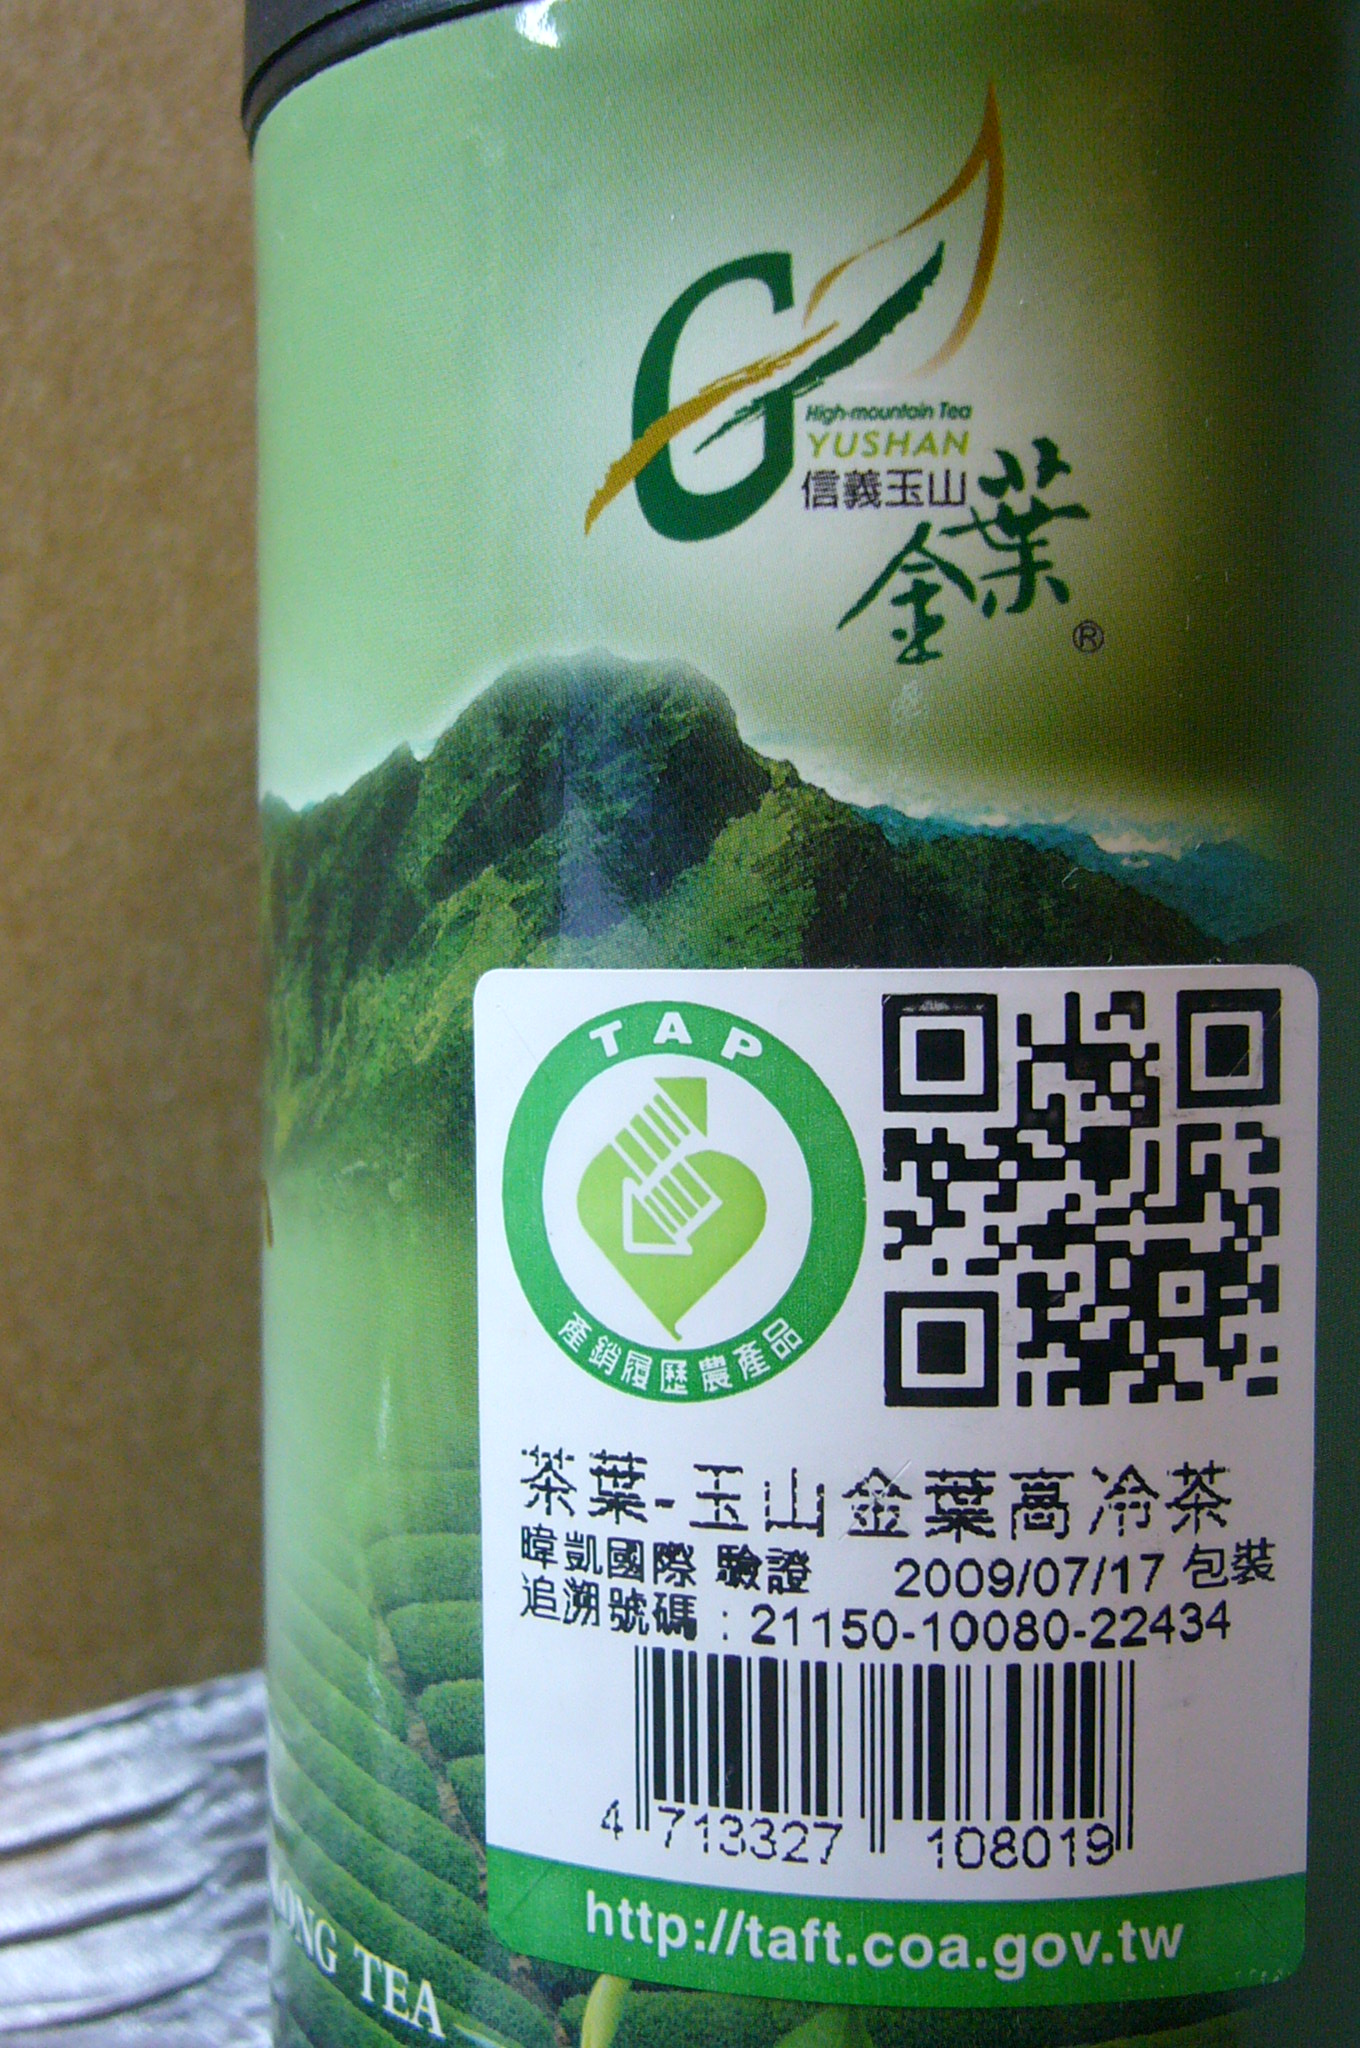 High-mountain Tea
YUSHAN
信義玉山
金葉
®
TAP
產銷履歷農產品
茶葉-玉山金葉高冷茶
暐凱國際 驗證 2009/07/17 包裝
追溯號碼：21150-10080-22434
4 713327 108019
http://taft.coa.gov.tw
TEA